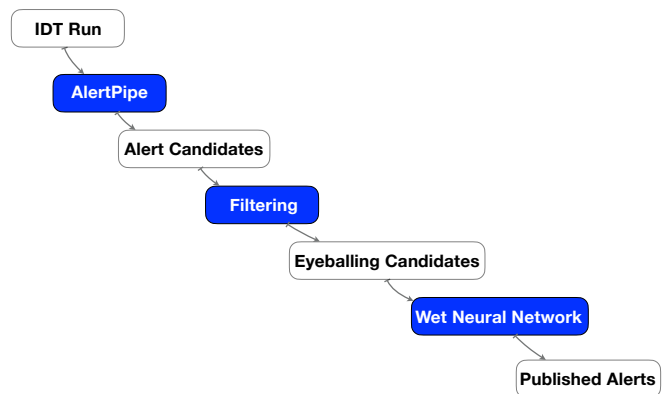 IDT Run
AlertPipe
Alert Candidates
Filtering
Eyeballing Candidates
Wet Neural Network
Published Alerts